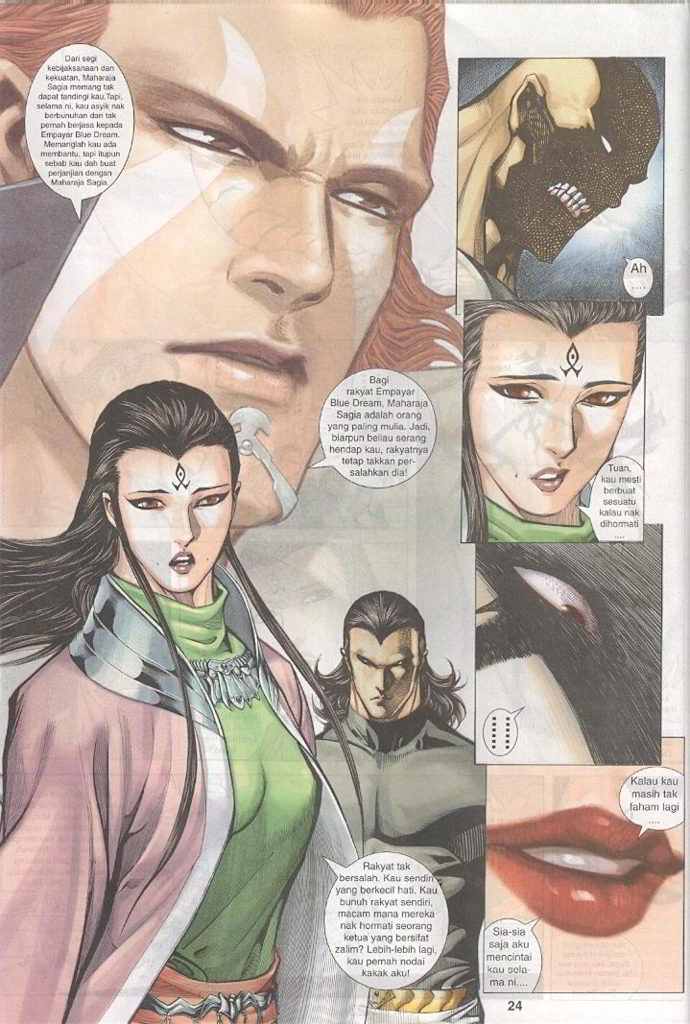 Dari segi
kebijaksanaan dan
kekuatan, Maharaja
Sagia memang tak
dapat tandingi kau.Tapi,
selama ni, kau asyik nak
berbunuhan dan tak
pernah berjasa kepada
Empayar Blue Dream.
Memanglah kau ada
membantu, tapi itupun
sebab kau dah buat
perjanjian dengan
Maharaja Sagia.
Ah
....
Bagi
rakyat Empayar
Blue Dream, Maharaja
Sagia adalah orang
yang paling mulia. Jadi,
biarpun beliau serang
hendap kau, rakyatnya
tetap takkan per-
salahkan dia!
Tuan,
kau mesti
berbuat
sesuatu
kalau nak
dihormati
....
Kalau kau
masih tak
faham lagi
....
Rakyat tak
bersalah. Kau sendiri
yang berkecil hati. Kau
bunuh rakyat sendiri,
macam mana mereka
nak hormati seorang
ketua yang bersifat
zalim? Lebih-lebih lagi,
kau pernah nodai
kakak aku!
Sia-sia
saja aku
mencintai
kau sela-
ma ni....
24